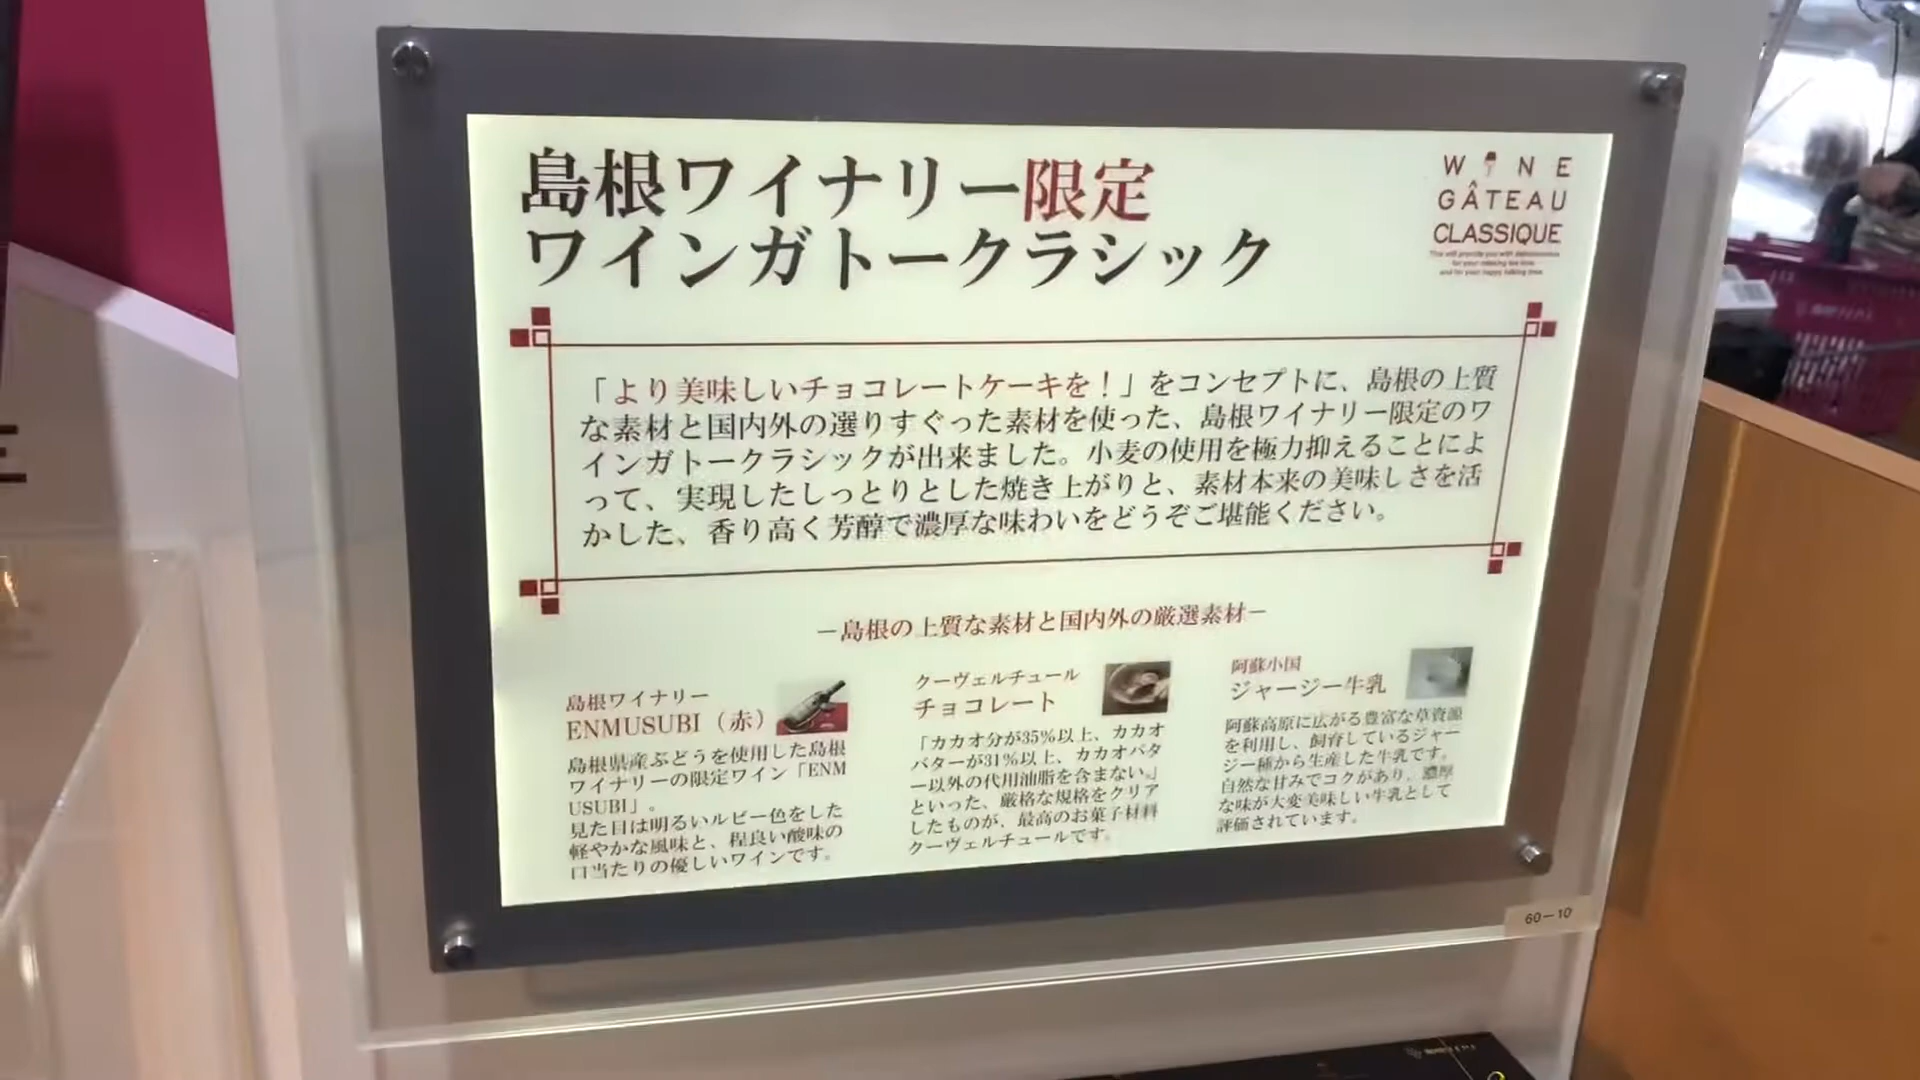 島根ワイナリー限定
ワインガトークラシック
WINE
GÂTEAU
CLASSIQUE
This will provide you with deliciousness
for your relaxing tea time
and for your happy talking time.
「より美味しいチョコレートケーキを！」をコンセプトに、島根の上質
な素材と国内外の選りすぐった素材を使った、島根ワイナリー限定のワ
インガトークラシックが出来ました。小麦の使用を極力抑えることによ
って、実現したしっとりとした焼き上がりと、素材本来の美味しさを活
かした、香り高く芳醇で濃厚な味わいをどうぞご堪能ください。
－島根の上質な素材と国内外の厳選素材－
島根ワイナリー
ENMUSUBI（赤）
島根県産ぶどうを使用した島根
ワイナリーの限定ワイン「ENM
USUBI」。
見た目は明るいルビー色をした
軽やかな風味と、程良い酸味の
口当たりの優しいワインです。
クーヴェルチュール
チョコレート
「カカオ分が35%以上、カカオ
バターが31%以上、カカオバタ
ー以外の代用油脂を含まない。」
といった、厳格な規格をクリア
したものが、最高のお菓子材料
クーヴェルチュールです。
阿蘇小国
ジャージー牛乳
阿蘇高原に広がる豊富な草資源
を利用し、飼育しているジャー
ジー種から生産した牛乳です。
自然な甘みでコクがあり、濃厚
な味が大変美味しい牛乳として
評価されています。
60－10